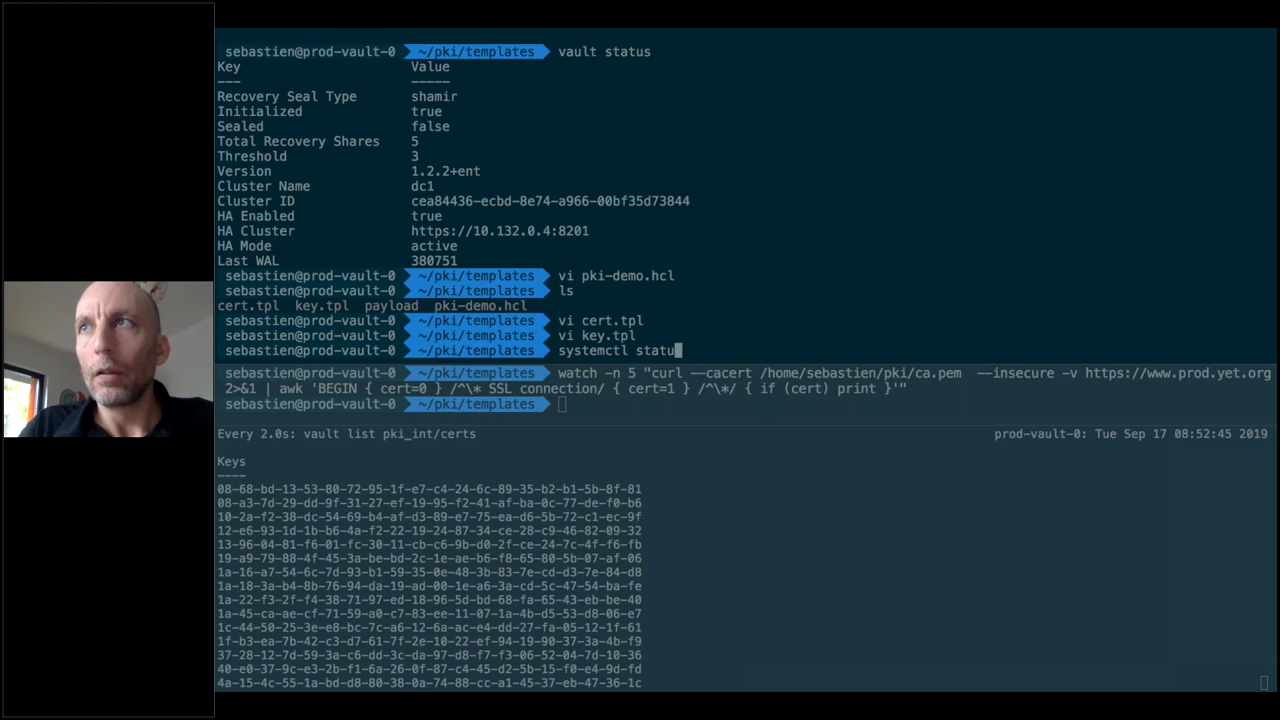 sebastien@prod-vault-0 ~/pki/templates vault status
Key Value
--- -----
Recovery Seal Type shamir
Initialized true
Sealed false
Total Recovery Shares 5
Threshold 3
Version 1.2.2+ent
Cluster Name dc1
Cluster ID cea84436-ecbd-8e74-a966-00bf35d73844
HA Enabled true
HA Cluster https://10.132.0.4:8201
HA Mode active
Last WAL 380751
sebastien@prod-vault-0 ~/pki/templates vi pki-demo.hcl
sebastien@prod-vault-0 ~/pki/templates ls
cert.tpl key.tpl payload pki-demo.hcl
sebastien@prod-vault-0 ~/pki/templates vi cert.tpl
sebastien@prod-vault-0 ~/pki/templates vi key.tpl
sebastien@prod-vault-0 ~/pki/templates systemctl statu
sebastien@prod-vault-0 ~/pki/templates watch -n 5 "curl --cacert /home/sebastien/pki/ca.pem --insecure -v https://www.prod.yet.org
2>&1 | awk 'BEGIN { cert=0 } /^\* SSL connection/ { cert=1 } /^\*/ { if (cert) print }'"
sebastien@prod-vault-0 ~/pki/templates
Every 2.0s: vault list pki_int/certs prod-vault-0: Tue Sep 17 08:52:45 2019
Keys
----
08-68-bd-13-53-80-72-95-1f-e7-c4-24-6c-89-35-b2-b1-5b-8f-81
08-a3-7d-29-dd-9f-31-27-ef-19-95-f2-41-af-ba-0c-77-de-f0-b6
10-2a-f2-38-dc-54-69-b4-af-d3-89-e7-75-ea-d6-5b-72-c1-ec-9f
12-e6-93-1d-1b-b6-4a-f2-22-19-24-87-34-ce-28-c9-46-82-09-32
13-96-04-81-f6-01-fc-30-11-cb-c6-9b-d0-2f-ce-24-7c-4f-f6-fb
19-a9-79-88-4f-45-3a-be-bd-2c-1e-ae-b6-f8-65-80-5b-07-af-06
1a-16-a7-54-6c-7d-93-b1-59-35-0e-48-3b-83-7e-cd-d3-7e-84-d8
1a-18-3a-b4-8b-76-94-da-19-ad-00-1e-a6-3a-cd-5c-47-54-ba-fe
1a-22-f3-2f-f4-38-71-97-ed-18-96-5d-bd-68-fa-65-43-eb-be-40
1a-45-ca-ae-cf-71-59-a0-c7-83-ee-11-07-1a-4b-d5-53-d8-06-e7
1c-44-50-25-3e-e8-bc-7c-a6-12-6a-ac-e4-dd-27-fa-05-12-1f-61
1f-b3-ea-7b-42-c3-d7-61-7f-2e-10-22-ef-94-19-90-37-3a-4b-f9
37-28-12-7d-59-3a-c6-dd-3c-da-97-d8-f7-f3-06-52-04-7d-10-36
40-e0-37-9c-e3-2b-f1-6a-26-0f-87-c4-45-d2-5b-15-f0-e4-9d-fd
4a-15-4c-55-1a-bd-d8-80-38-0a-74-88-cc-a1-45-37-eb-47-36-1c